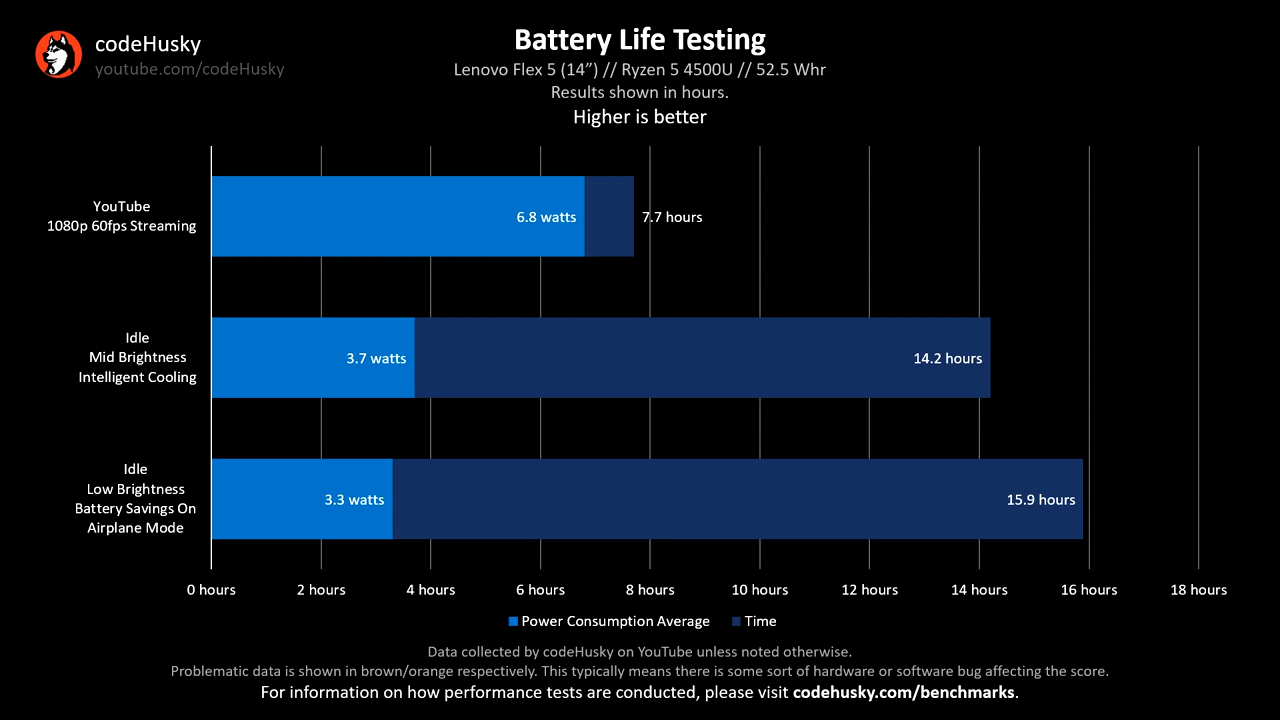 codeHusky
youtube.com/codeHusky
Battery Life Testing
Lenovo Flex 5 (14”) // Ryzen 5 4500U // 52.5 Whr
Results shown in hours.
Higher is better
YouTube
1080p 60fps Streaming
6.8 watts
7.7 hours
Idle
Mid Brightness
Intelligent Cooling
3.7 watts
14.2 hours
Idle
Low Brightness
Battery Savings On
Airplane Mode
3.3 watts
15.9 hours
0 hours 2 hours 4 hours 6 hours 8 hours 10 hours 12 hours 14 hours 16 hours 18 hours
Power Consumption Average Time
Data collected by codeHusky on YouTube unless noted otherwise.
Problematic data is shown in brown/orange respectively. This typically means there is some sort of hardware or software bug affecting the score.
For information on how performance tests are conducted, please visit codehusky.com/benchmarks.